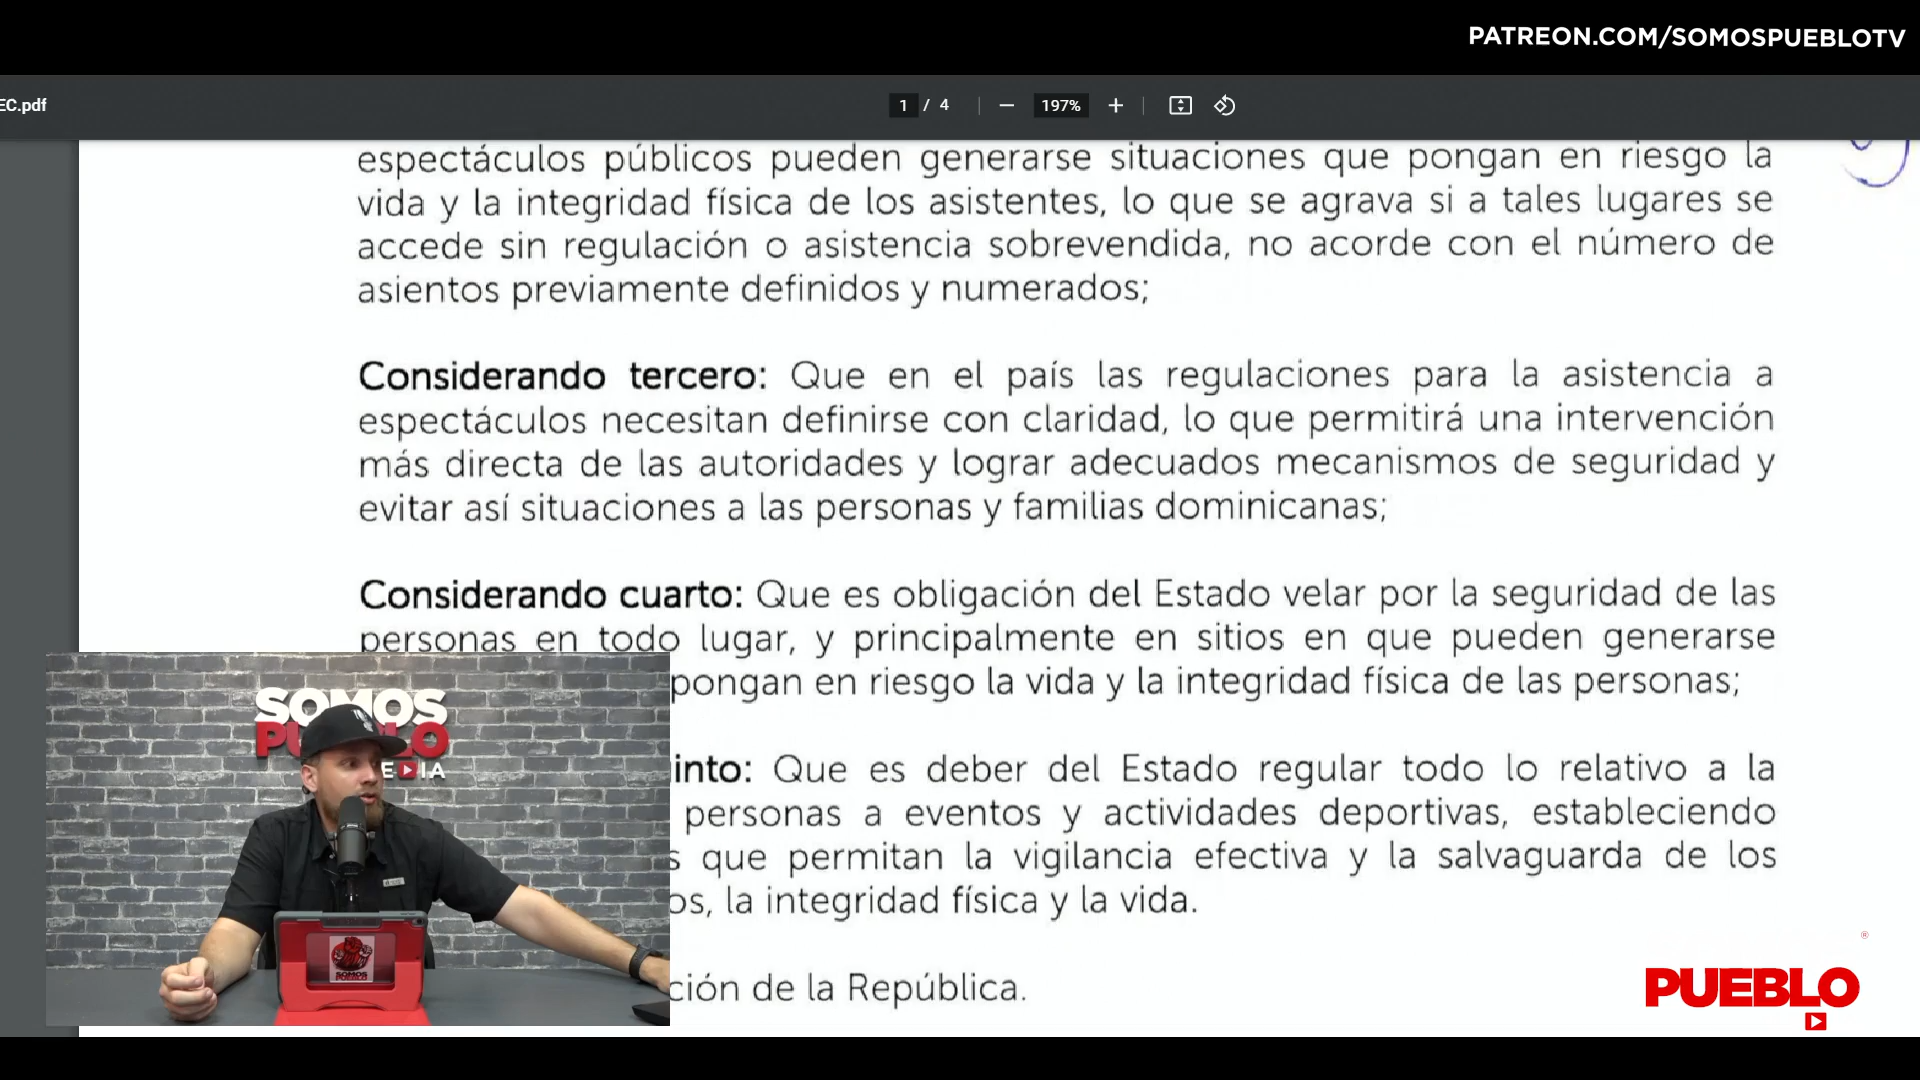 PATREON.COM/SOMOSPUEBLOTV
EC.pdf
1 / 4
197%
espectáculos públicos pueden generarse situaciones que pongan en riesgo la
vida y la integridad física de los asistentes, lo que se agrava si a tales lugares se
accede sin regulación o asistencia sobrevendida, no acorde con el número de
asientos previamente definidos y numerados;
Considerando tercero: Que en el país las regulaciones para la asistencia a
espectáculos necesitan definirse con claridad, lo que permitirá una intervención
más directa de las autoridades y lograr adecuados mecanismos de seguridad y
evitar así situaciones a las personas y familias dominicanas;
Considerando cuarto: Que es obligación del Estado velar por la seguridad de las
personas en todo lugar, y principalmente en sitios en que pueden generarse
pongan en riesgo la vida y la integridad física de las personas;
into: Que es deber del Estado regular todo lo relativo a la
personas a eventos y actividades deportivas, estableciendo
s que permitan la vigilancia efectiva y la salvaguarda de los
os, la integridad física y la vida.
ción de la República.
SOMOS
PUEBLO
EDIA
SOMOS
PUEBLO
PUEBLO
®